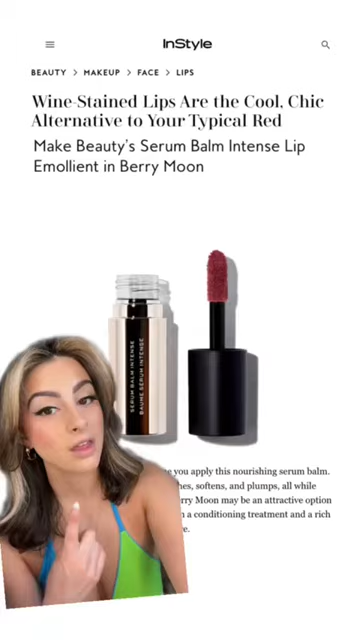 InStyle
BEAUTY > MAKEUP > FACE > LIPS
Wine-Stained Lips Are the Cool, Chic
Alternative to Your Typical Red
Make Beauty's Serum Balm Intense Lip
Emollient in Berry Moon
SERUM BALM INTENSE
BAUME SERUM INTENSE
you apply this nourishing serum balm.
softens, and plumps, all while
Moon may be an attractive option
a conditioning treatment and a rich